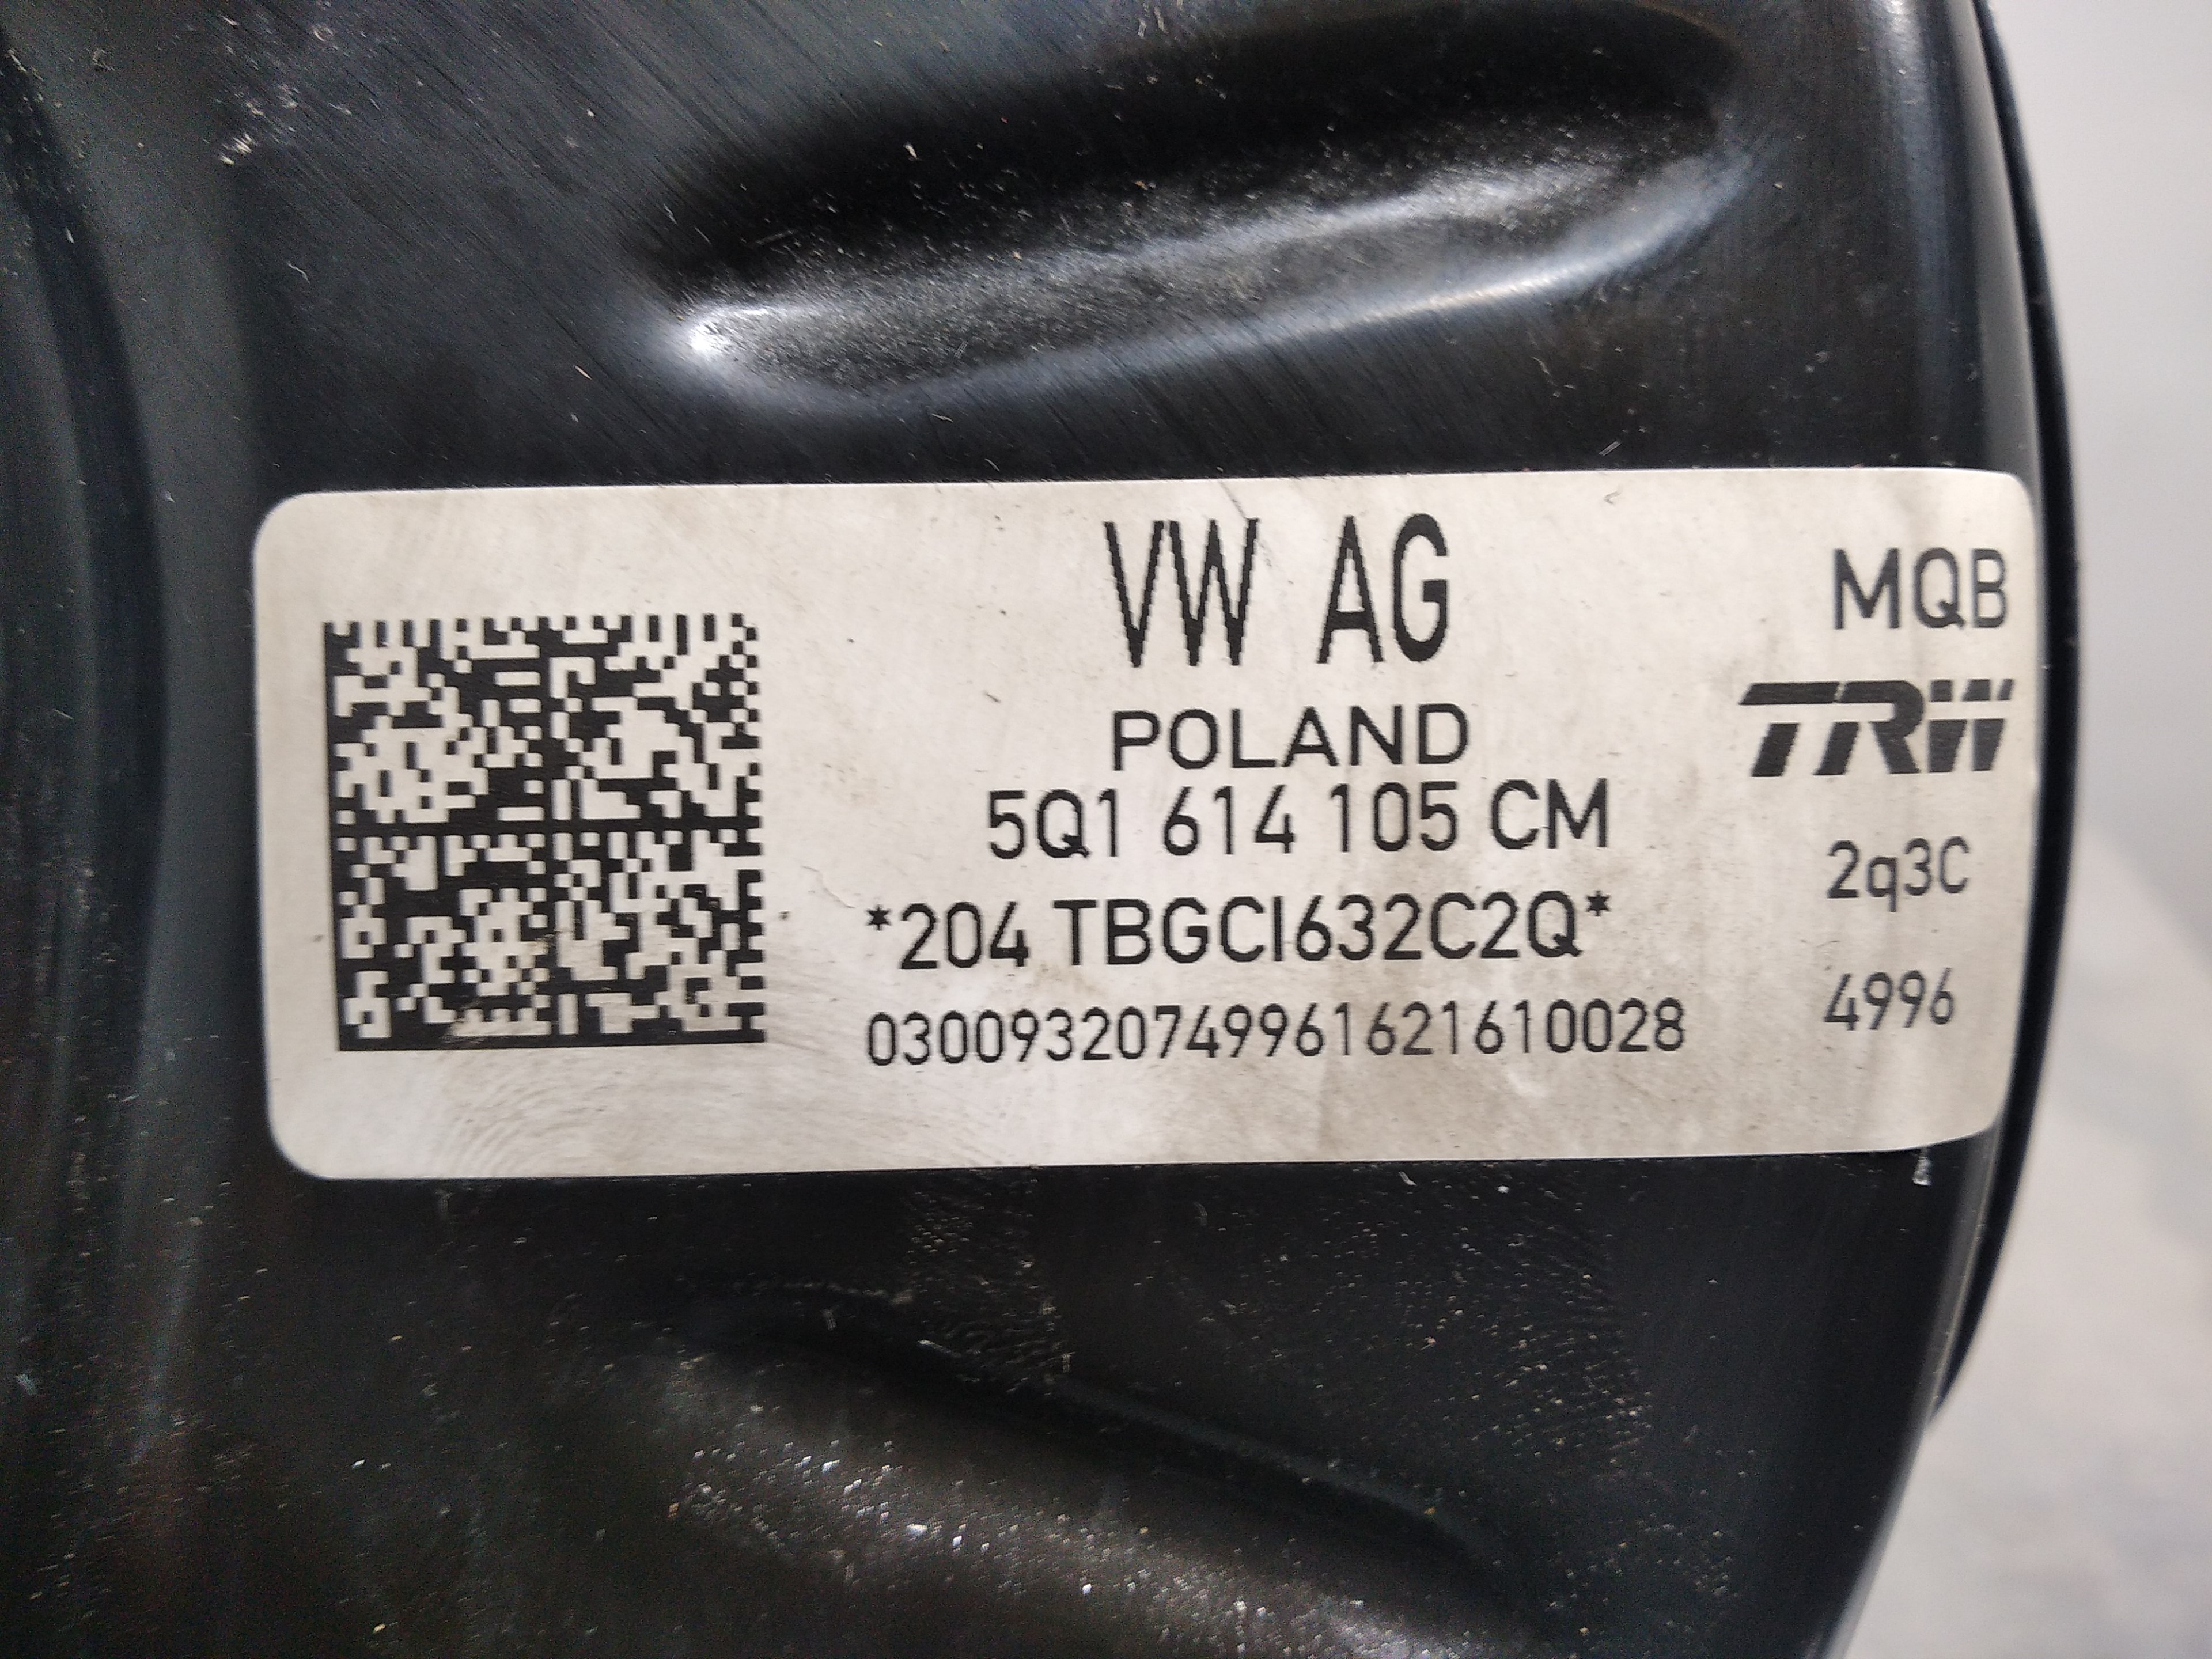 VW AG
MQB
POLAND
TRW
5Q1 614 105 CM
2q3C
*204 TBGCI632C2Q*
4996
03009320749961621610028